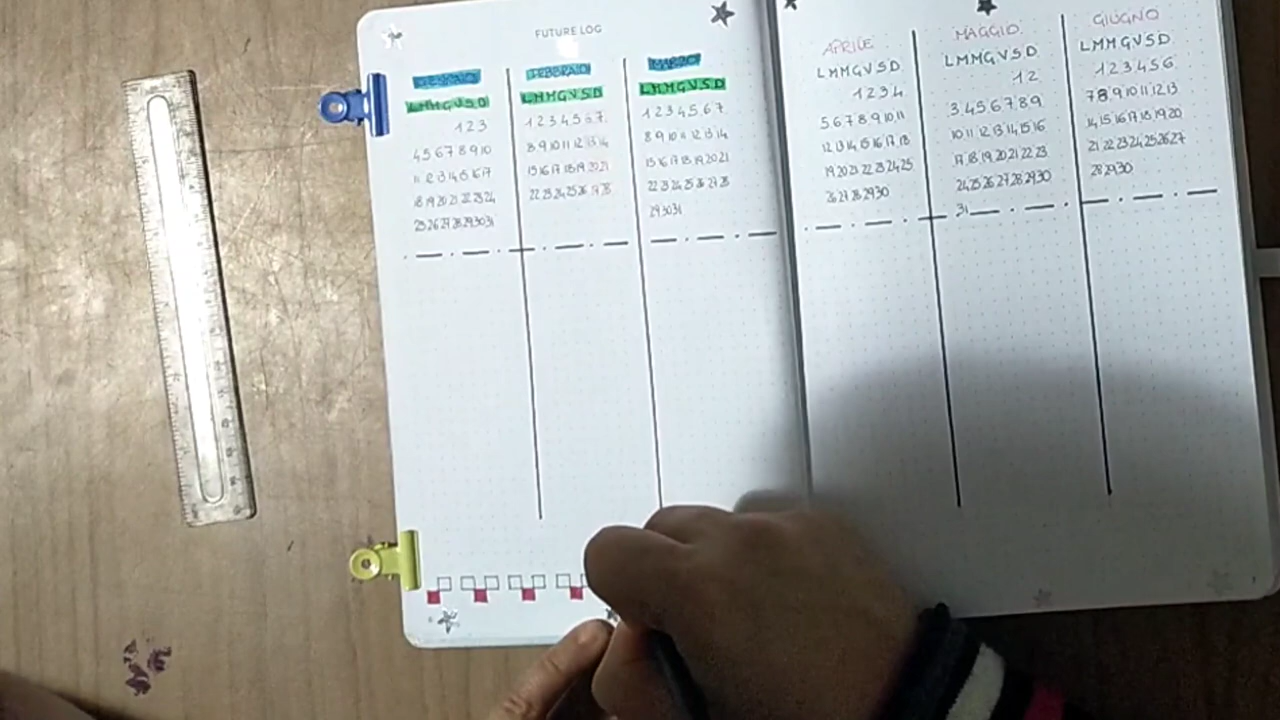 FUTURE LOG
GENNAIO
LMMGVSD
1 2 3
4 5 6 7 8 9 10
11 12 13 14 15 16 17
18 19 20 21 22 23 24
25 26 27 28 29 30 31
FEBBRAIO
LMMGVSD
1 2 3 4 5 6 7
8 9 10 11 12 13 14
15 16 17 18 19 20 21
22 23 24 25 26 27 28
MARZO
LMMGVSD
1 2 3 4 5 6 7
8 9 10 11 12 13 14
15 16 17 18 19 20 21
22 23 24 25 26 27 28
29 30 31
APRILE
LMMGVSD
1 2 3 4
5 6 7 8 9 10 11
12 13 14 15 16 17 18
19 20 21 22 23 24 25
26 27 28 29 30
MAGGIO
LMMGVSD
1 2
3 4 5 6 7 8 9
10 11 12 13 14 15 16
17 18 19 20 21 22 23
24 25 26 27 28 29 30
31
GIUGNO
LMMGVSD
1 2 3 4 5 6
7 8 9 10 11 12 13
14 15 16 17 18 19 20
21 22 23 24 25 26 27
28 29 30